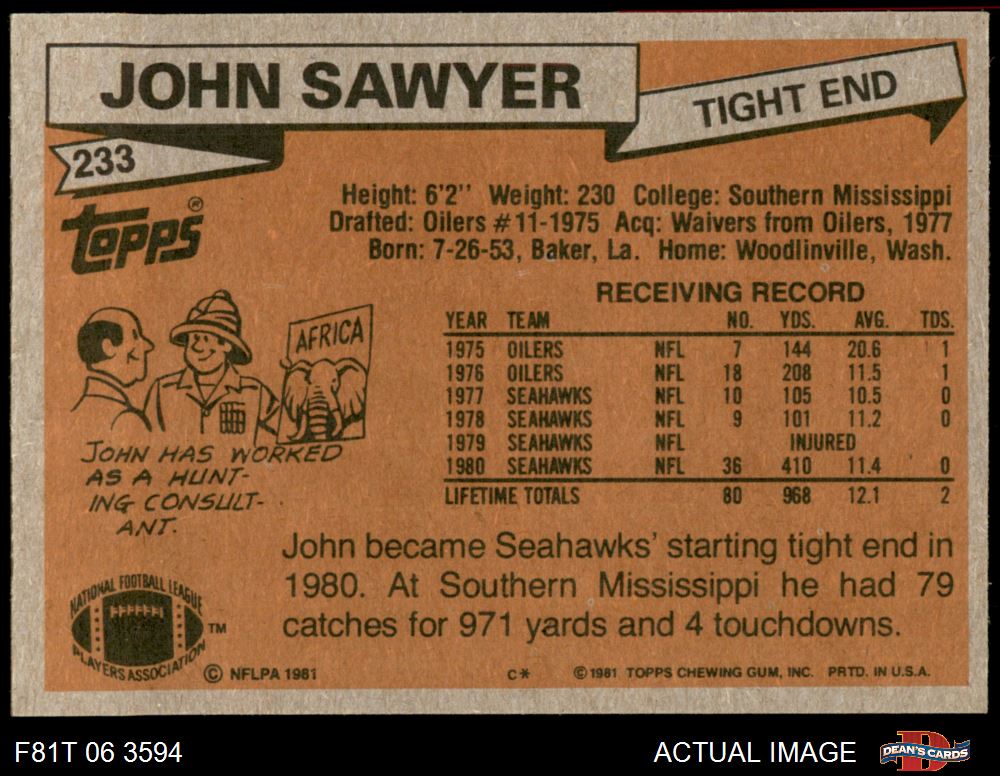 JOHN SAWYER
TIGHT END
233
TOPPS®
Height: 6'2'' Weight: 230 College: Southern Mississippi
Drafted: Oilers #11-1975 Acq: Waivers from Oilers, 1977
Born: 7-26-53, Baker, La. Home: Woodlinville, Wash.
RECEIVING RECORD
YEAR TEAM NO. YDS. AVG. TDS.
1975 OILERS NFL 7 144 20.6 1
1976 OILERS NFL 18 208 11.5 1
1977 SEAHAWKS NFL 10 105 10.5 0
1978 SEAHAWKS NFL 9 101 11.2 0
1979 SEAHAWKS NFL INJURED
1980 SEAHAWKS NFL 36 410 11.4 0
LIFETIME TOTALS 80 968 12.1 2
AFRICA
JOHN HAS WORKED
AS A HUNT-
ING CONSULT-
ANT.
John became Seahawks' starting tight end in
1980. At Southern Mississippi he had 79
catches for 971 yards and 4 touchdowns.
NATIONAL FOOTBALL LEAGUE
PLAYERS ASSOCIATION
TM
© NFLPA 1981
C*
© 1981 TOPPS CHEWING GUM, INC. PRTD. IN U.S.A.
F81T 06 3594
ACTUAL IMAGE
D
DEAN'S CARDS